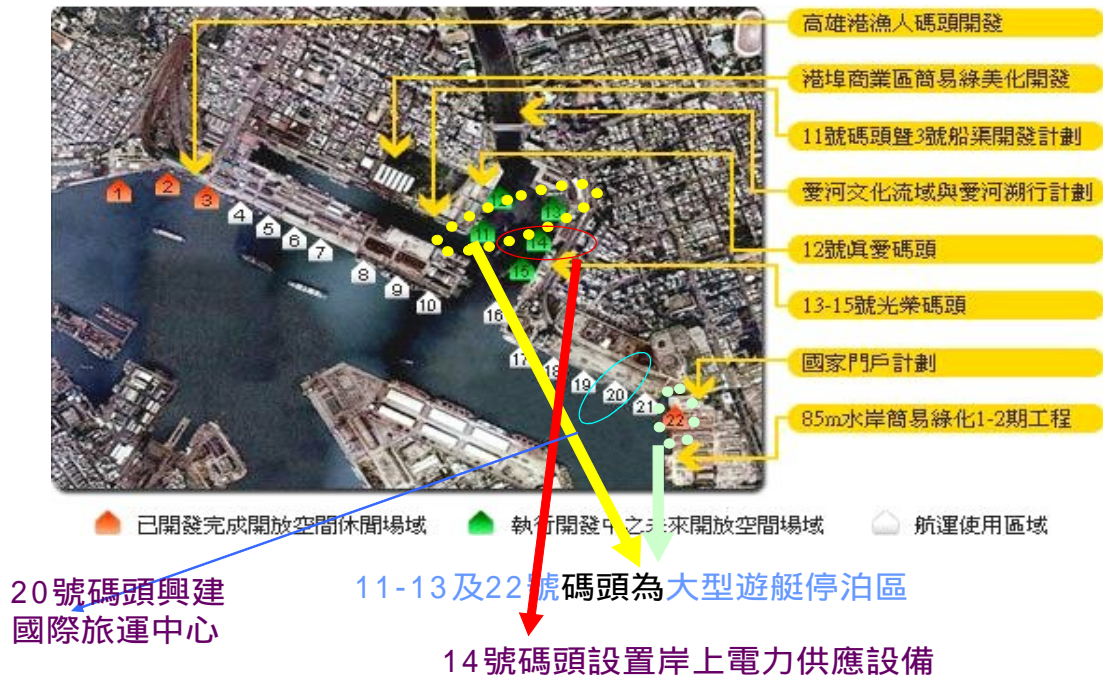 高雄港漁人碼頭開發
港埠商業區簡易綠美化開發
11號碼頭暨3號船渠開發計劃
愛河文化流域與愛河溯行計劃
12號真愛碼頭
13-15號光榮碼頭
國家門戶計劃
85m水岸簡易綠化1-2期工程
1
2
3
4
5
6
7
8
9
10
11
12
13
14
15
16
17
18
19
20
21
22
已開發完成開放空間休閒場域
執行開發中之未來開放空間場域
航運使用區域
20號碼頭興建
國際旅運中心
11-13及22號碼頭為大型遊艇停泊區
14號碼頭設置岸上電力供應設備